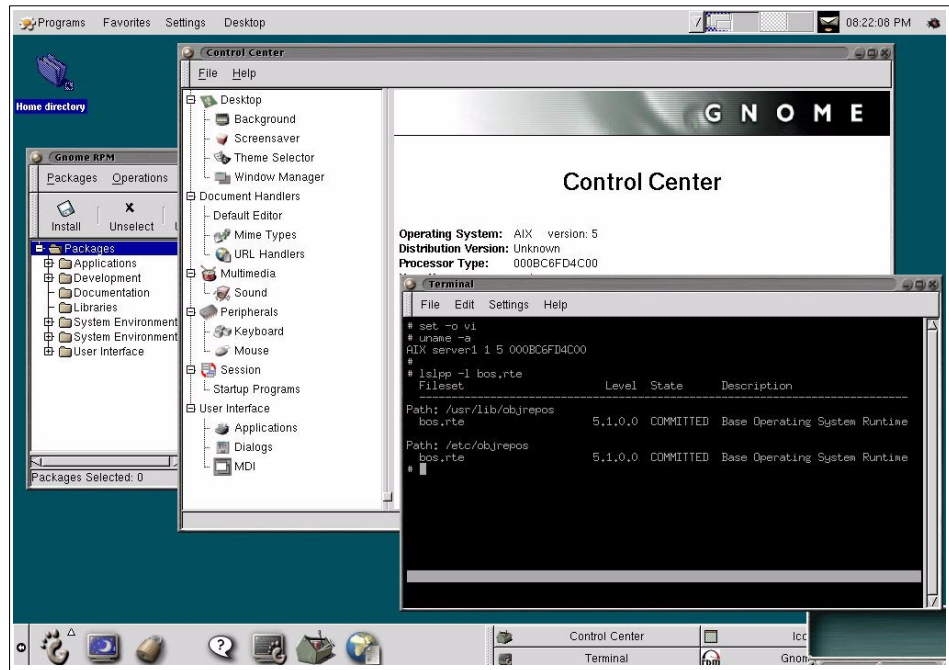 Programs Favorites Settings Desktop
08:22:08 PM
Home directory
Control Center
File Help
Desktop
Background
Screensaver
Theme Selector
Window Manager
Document Handlers
Default Editor
Mime Types
URL Handlers
Multimedia
Sound
Peripherals
Keyboard
Mouse
Session
Startup Programs
User Interface
Applications
Dialogs
MDI
GNOME
Control Center
Operating System: AIX version: 5
Distribution Version: Unknown
Processor Type: 000BC6FD4C00
Gnome RPM
Packages Operations
Install Unselect
Packages
Applications
Development
Documentation
Libraries
System Environment
System Environment
User Interface
Packages Selected: 0
Terminal
File Edit Settings Help
# set -o vi
# uname -a
AIX server1 1 5 000BC6FD4C00
#
# lslpp -l bos.rte
Fileset Level State Description
Path: /usr/lib/objrepos
bos.rte 5.1.0.0 COMMITTED Base Operating System Runtime
Path: /etc/objrepos
bos.rte 5.1.0.0 COMMITTED Base Operating System Runtime
#
Control Center
Terminal
rpm